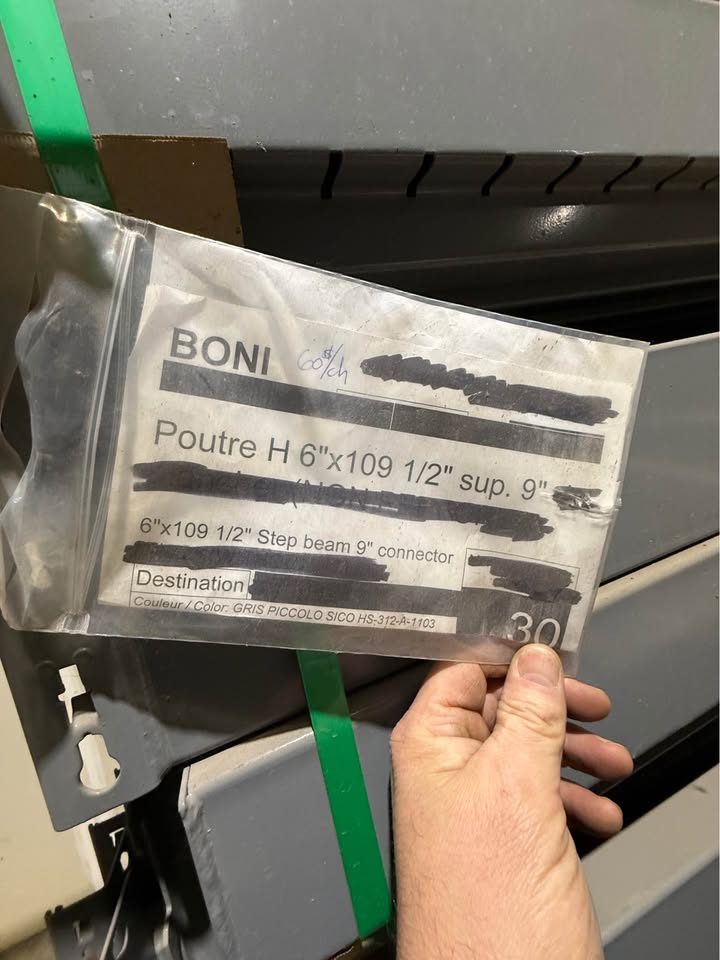 BONI 60$/ch
Poutre H 6"x109 1/2" sup. 9"
6"x109 1/2" Step beam 9" connector
Destination
Couleur / Color: GRIS PICCOLO SICO HS-312-A-1103
30